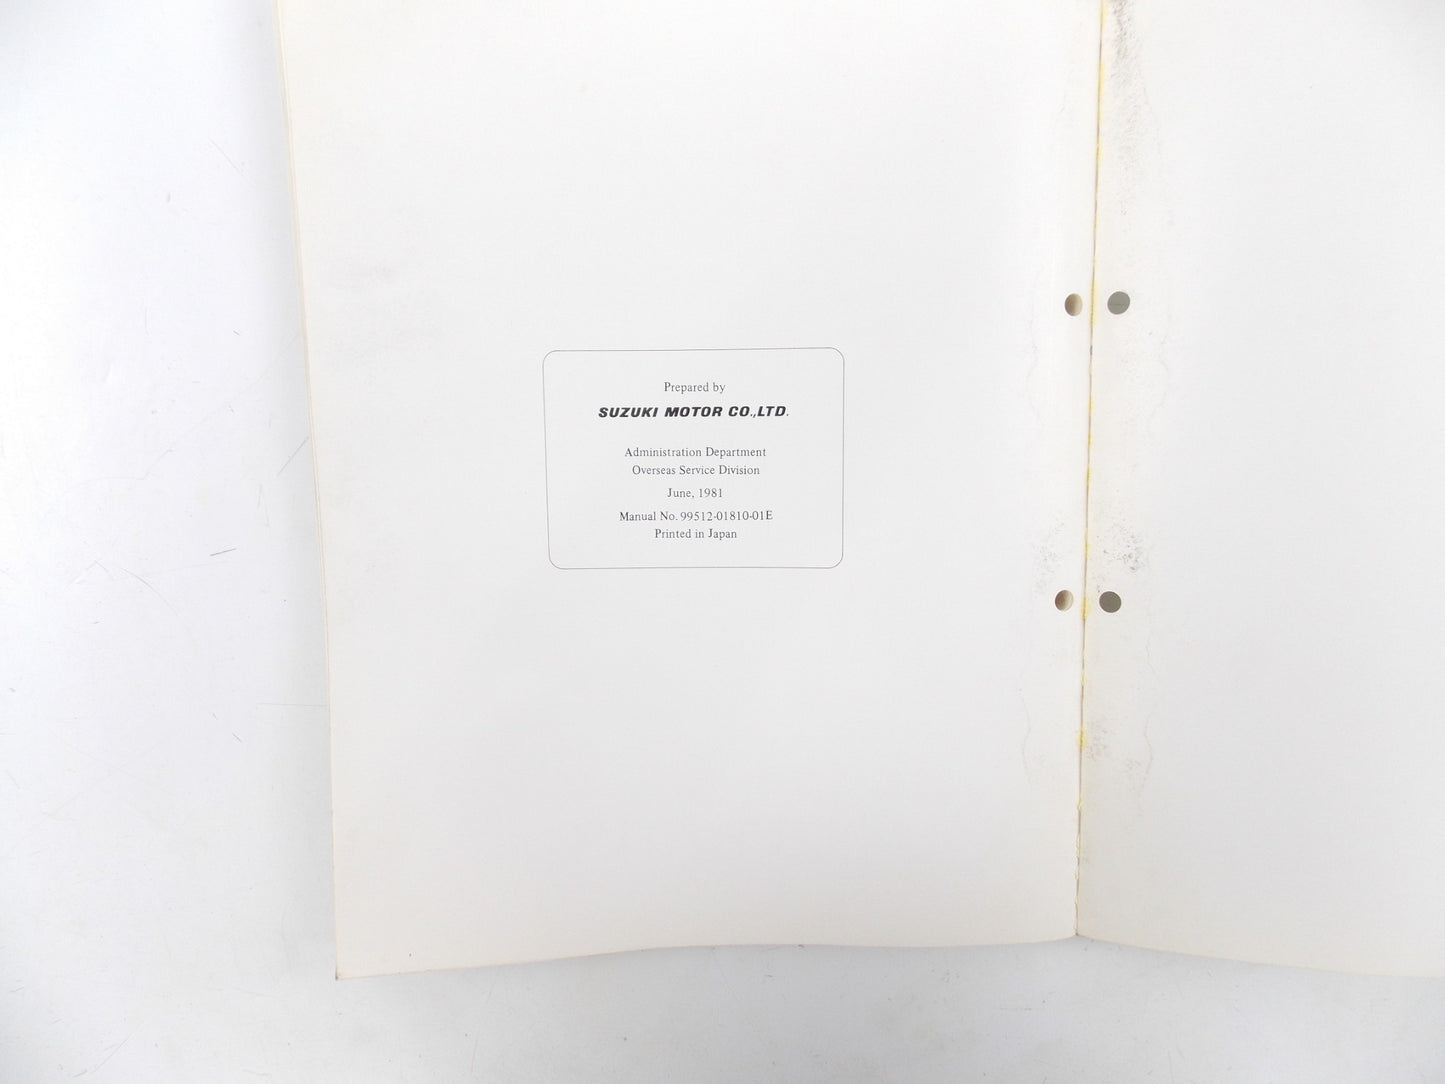 Prepared by
SUZUKI MOTOR CO.,LTD.
Administration Department
Overseas Service Division
June, 1981
Manual No. 99512-01810-01E
Printed in Japan